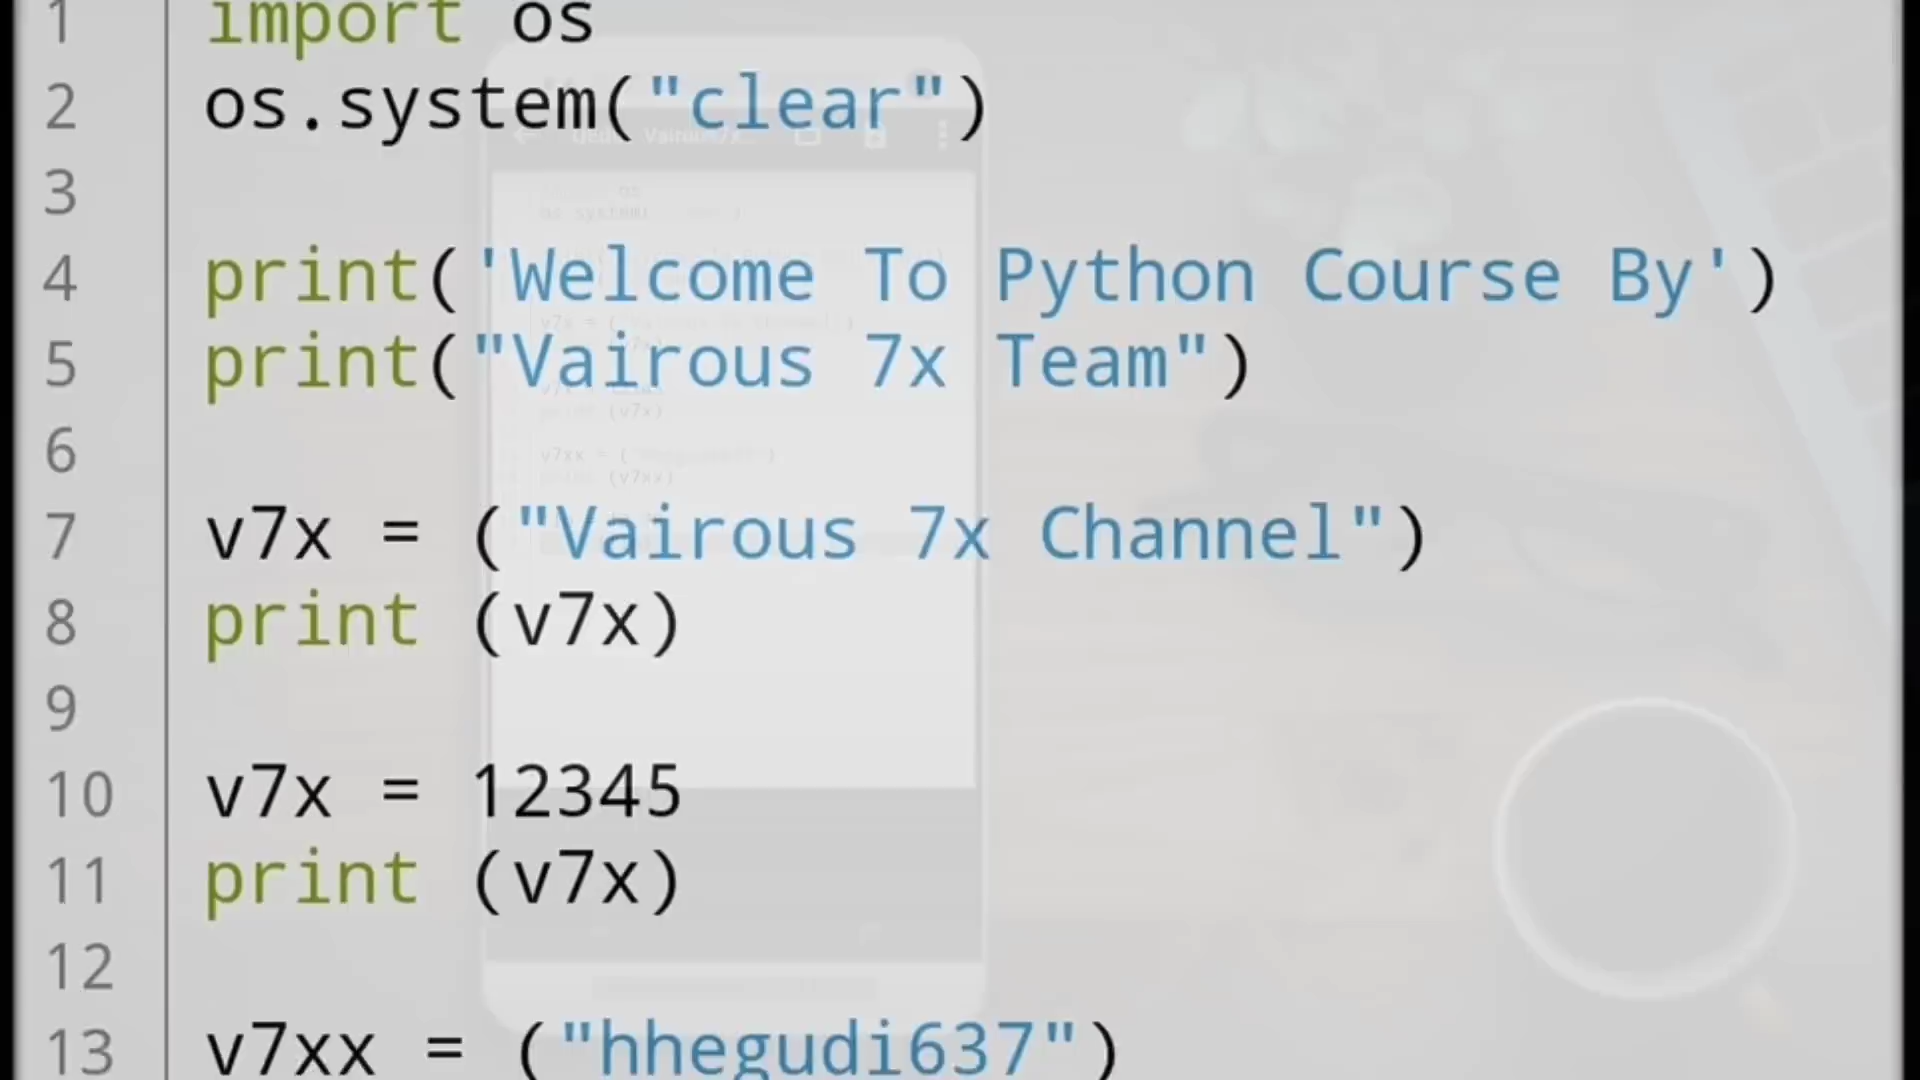 1 import os
2 os.system("clear")
3
4 print('Welcome To Python Course By')
5 print("Vairous 7x Team")
6
7 v7x = ("Vairous 7x Channel")
8 print (v7x)
9
10 v7x = 12345
11 print (v7x)
12
13 v7xx = ("hhegudi637")